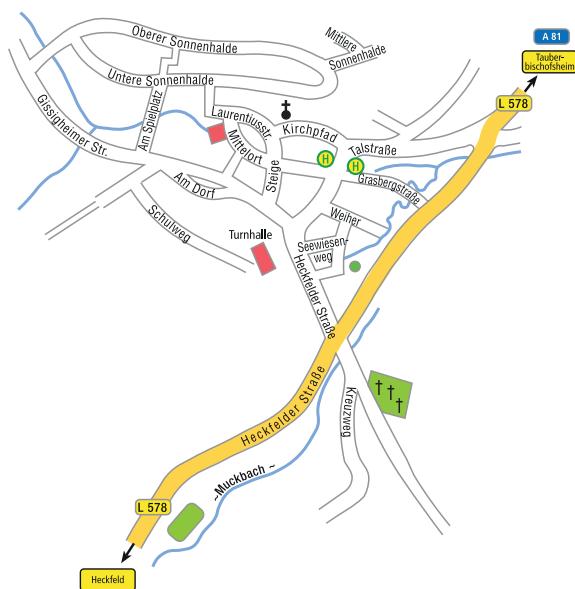 A 81
Tauber-
bischofsheim
L 578
Oberer Sonnenhalde
Mittlere
Sonnenhalde
Untere Sonnenhalde
Gissigheimer Str.
Am Spielplatz
Laurentiusstr.
Kirchpfad
Talstraße
Mittelort
Steige
H
H
Grasbergstraße
Am Dorf
Schulweg
Weiher
Turnhalle
Seewiesen-
weg
Heckfelder Straße
Heckfelder Straße
Kreuzweg
~Muckbach ~
L 578
Heckfeld